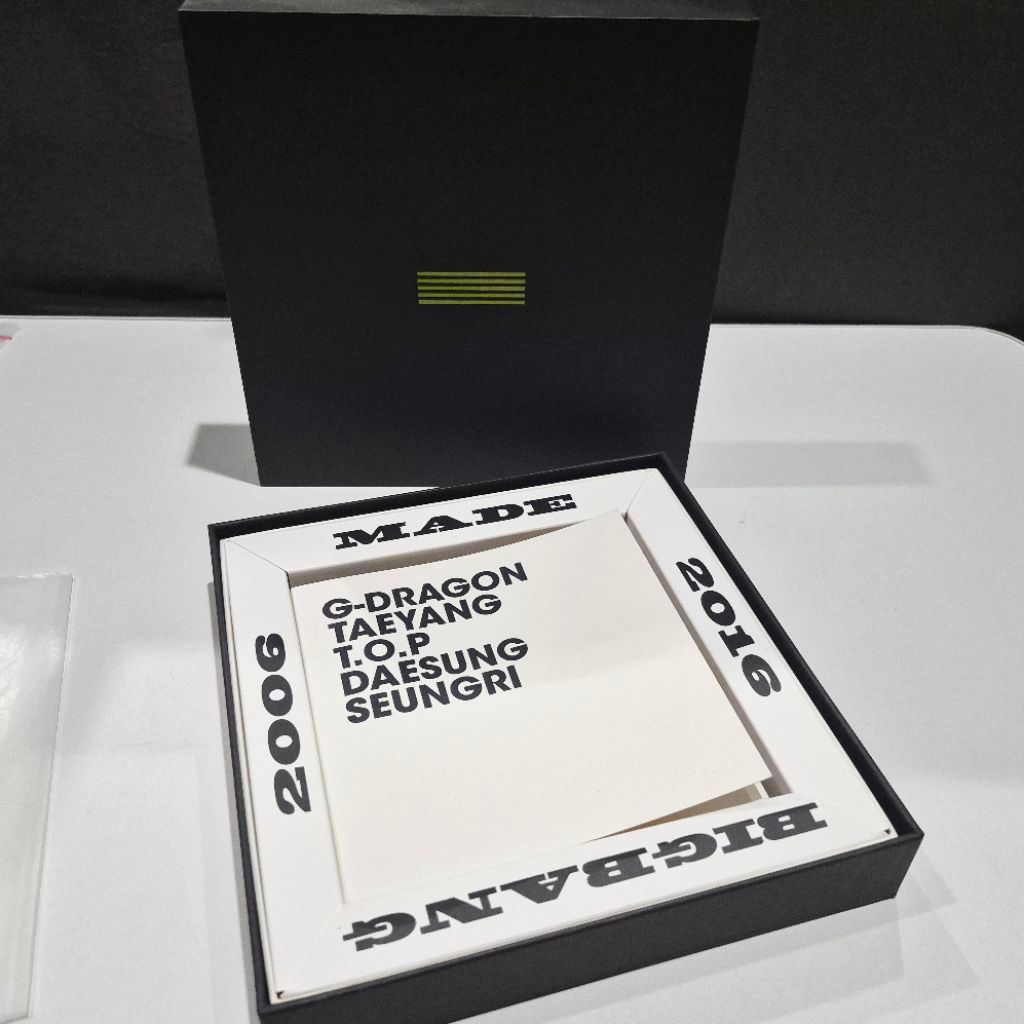 MADE
G-DRAGON
TAEYANG
T.O.P
DAESUNG
SEUNGRI
2006
2016
BIGBANG